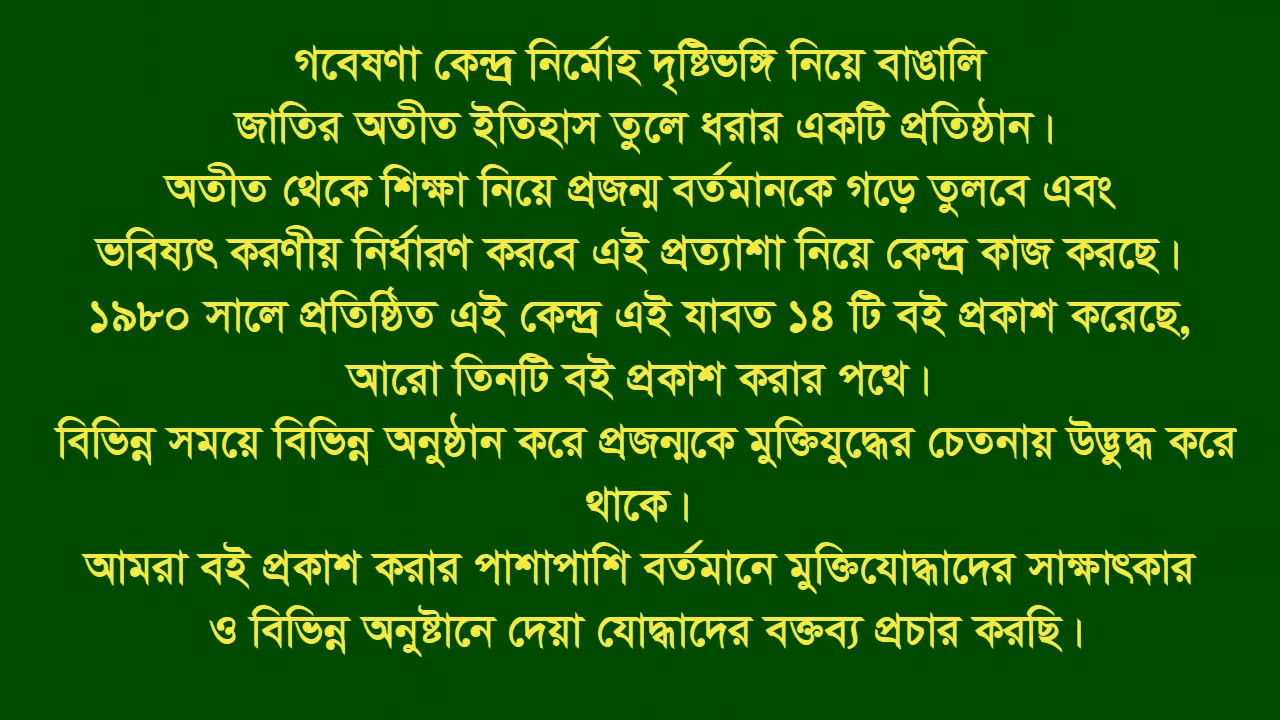 গবেষণা কেন্দ্র নির্মোহ দৃষ্টিভঙ্গি নিয়ে বাঙালি
জাতির অতীত ইতিহাস তুলে ধরার একটি প্রতিষ্ঠান।
অতীত থেকে শিক্ষা নিয়ে প্রজন্ম বর্তমানকে গড়ে তুলবে এবং
ভবিষ্যৎ করণীয় নির্ধারণ করবে এই প্রত্যাশা নিয়ে কেন্দ্র কাজ করছে।
১৯৮০ সালে প্রতিষ্ঠিত এই কেন্দ্র এই যাবত ১৪ টি বই প্রকাশ করেছে,
আরো তিনটি বই প্রকাশ করার পথে।
বিভিন্ন সময়ে বিভিন্ন অনুষ্ঠান করে প্রজন্মকে মুক্তিযুদ্ধের চেতনায় উদ্ভুদ্ধ করে
থাকে।
আমরা বই প্রকাশ করার পাশাপাশি বর্তমানে মুক্তিযোদ্ধাদের সাক্ষাৎকার
ও বিভিন্ন অনুষ্টানে দেয়া যোদ্ধাদের বক্তব্য প্রচার করছি।